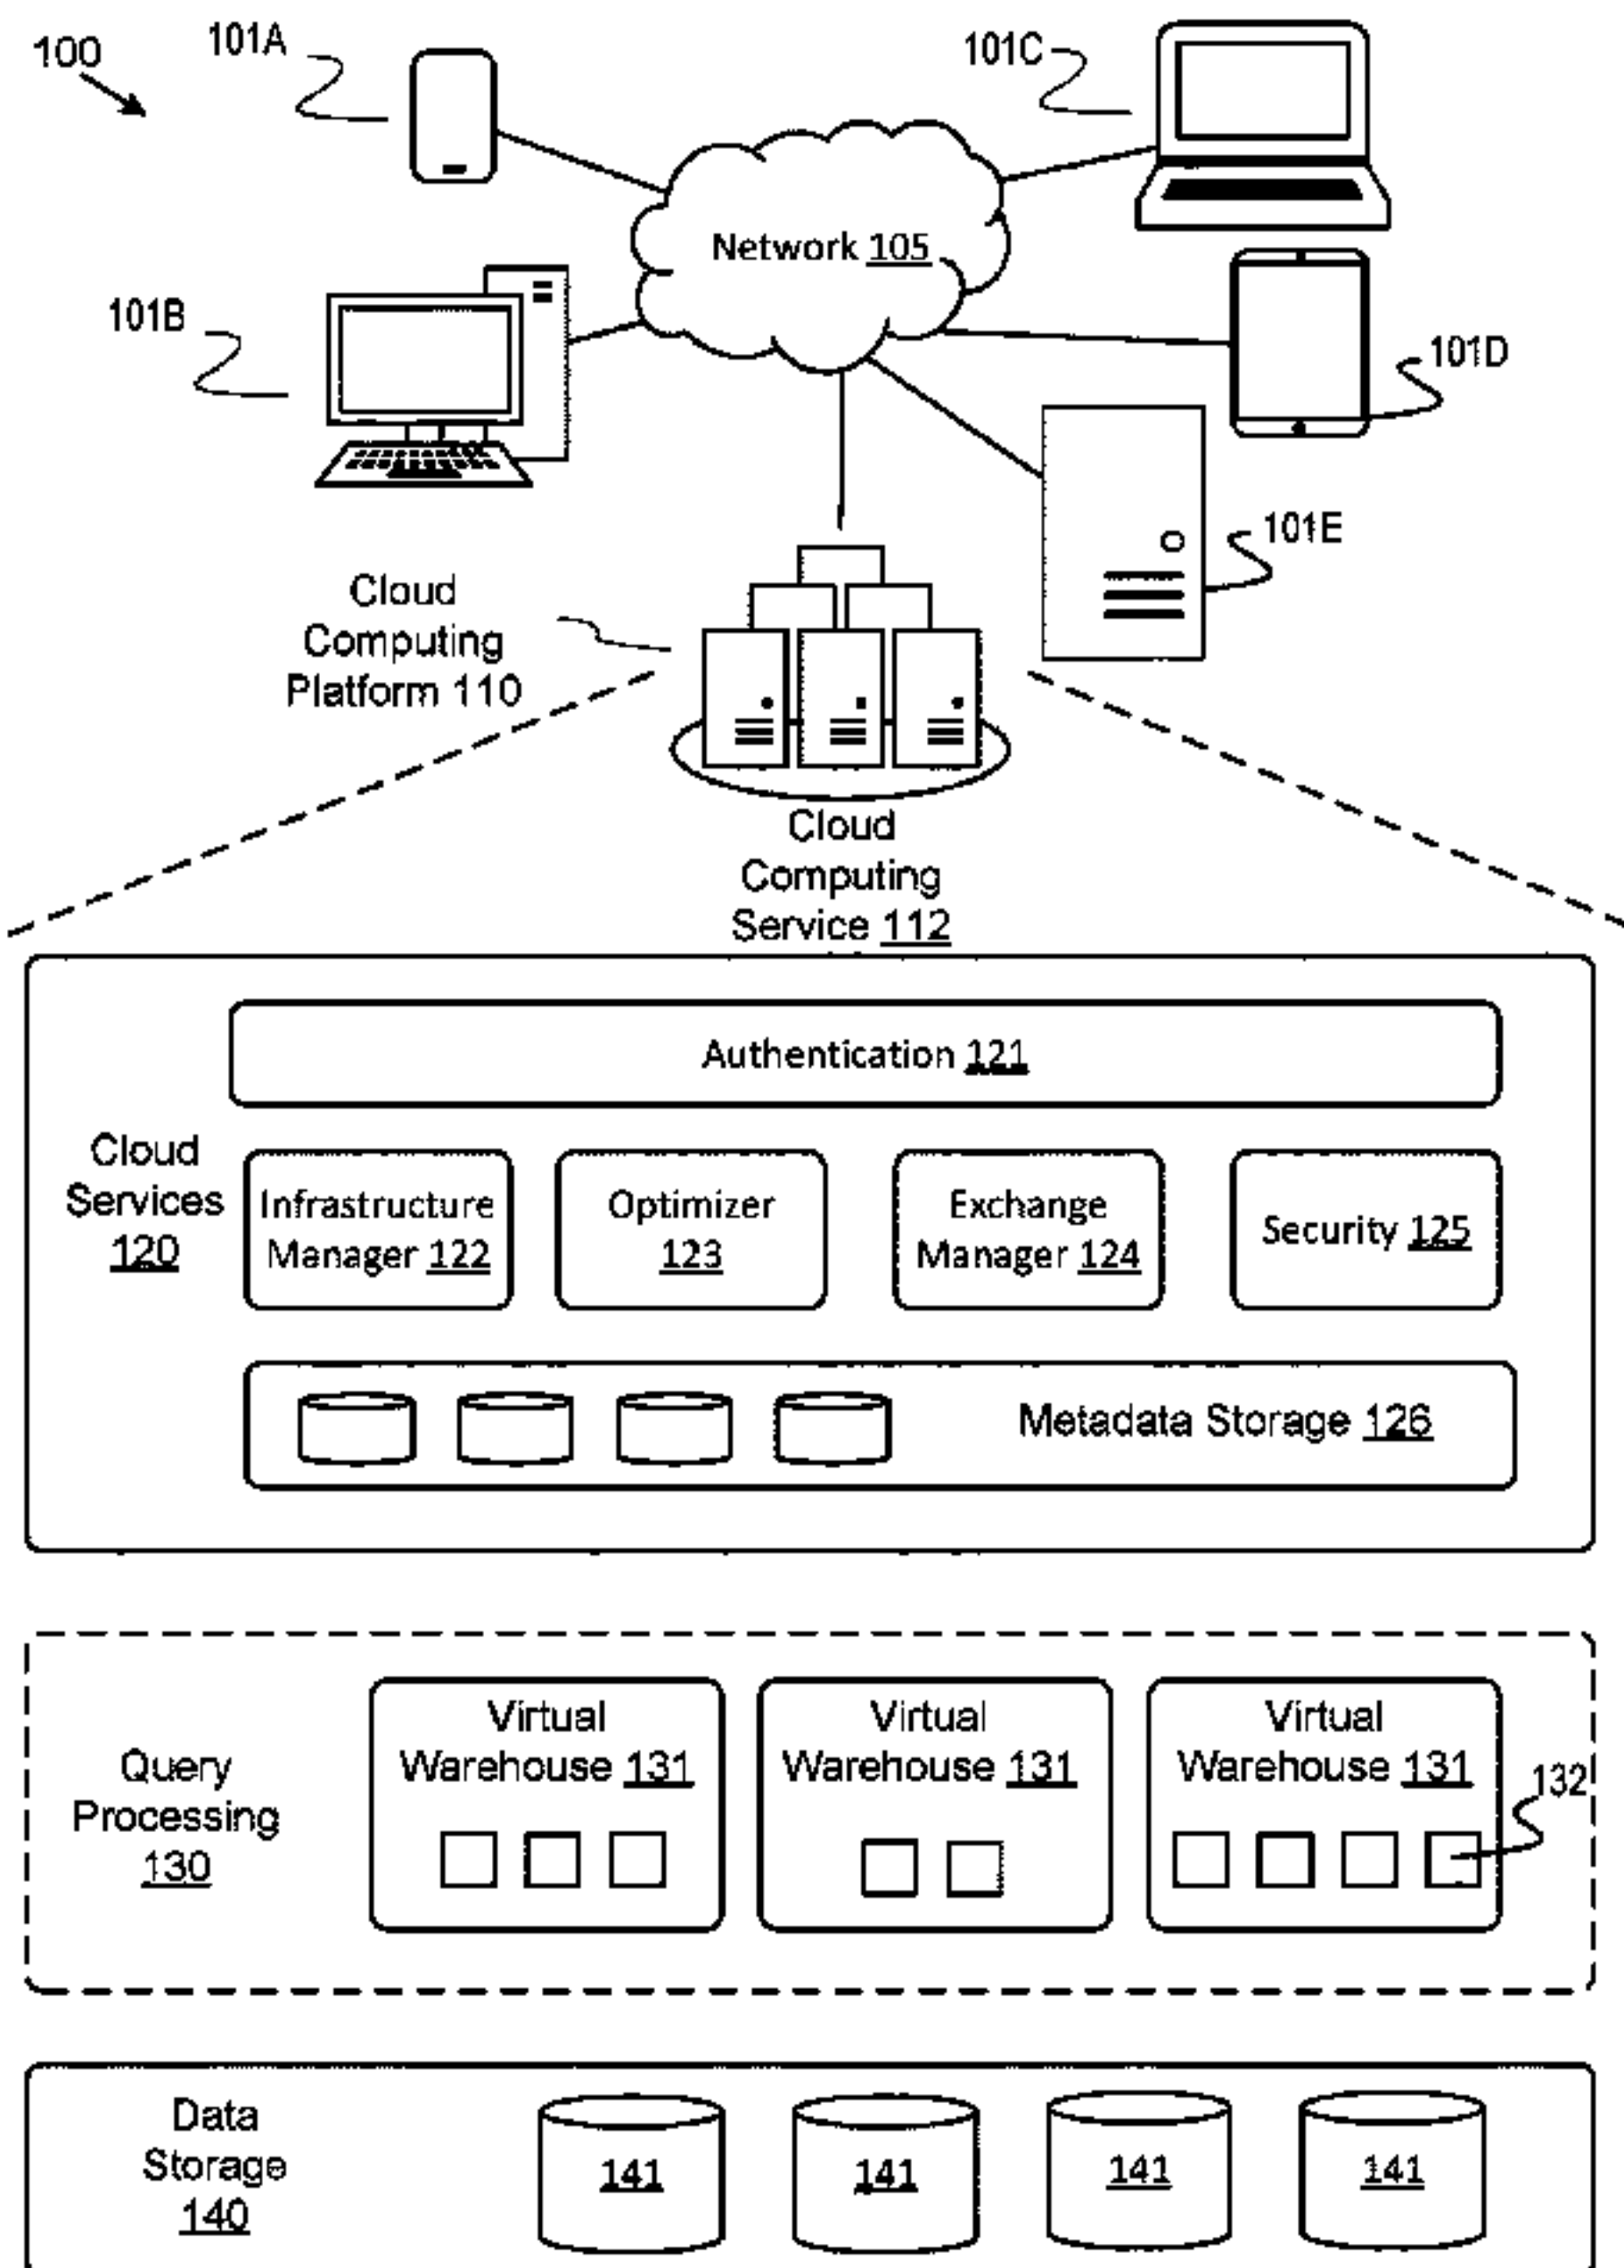 100
101A
101C
Network 105
101B
101D
101E
Cloud
Computing
Platform 110
Cloud
Computing
Service 112
Authentication 121
Cloud
Services
120
Infrastructure
Manager 122
Optimizer
123
Exchange
Manager 124
Security 125
Metadata Storage 126
Query
Processing
130
Virtual
Warehouse 131
Virtual
Warehouse 131
Virtual
Warehouse 131
132
Data
Storage
140
141
141
141
141